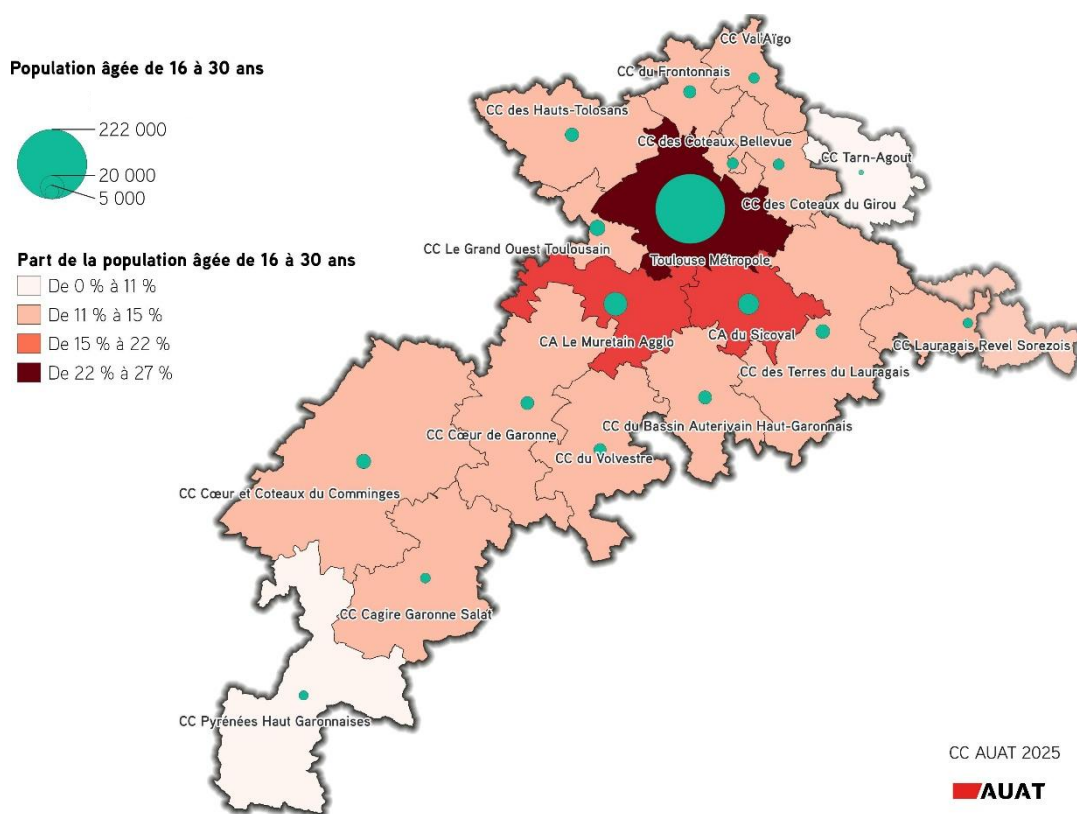 Population âgée de 16 à 30 ans
222 000
20 000
5 000
Part de la population âgée de 16 à 30 ans
De 0 % à 11 %
De 11 % à 15 %
De 15 % à 22 %
De 22 % à 27 %
CC Val'Aïgo
CC du Frontonnais
CC des Hauts-Tolosans
CC des Coteaux Bellevue
CC Tarn-Agout
CC des Coteaux du Girou
CC Le Grand Ouest Toulousain
Toulouse Métropole
CA Le Muretain Agglo
CA du Sicoval
CC Lauragais Revel Sorezois
CC des Terres du Lauragais
CC du Bassin Auterivain Haut-Garonnais
CC Cœur de Garonne
CC du Volvestre
CC Cœur et Coteaux du Comminges
CC Cagire Garonne Salat
CC Pyrénées Haut Garonnaises
CC AUAT 2025
AUAT